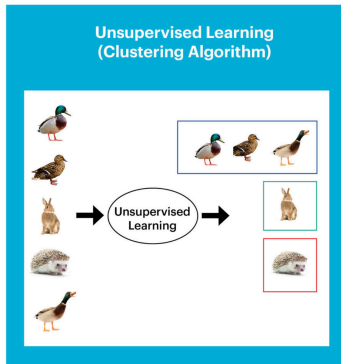 Unsupervised Learning
(Clustering Algorithm)
Unsupervised
Learning